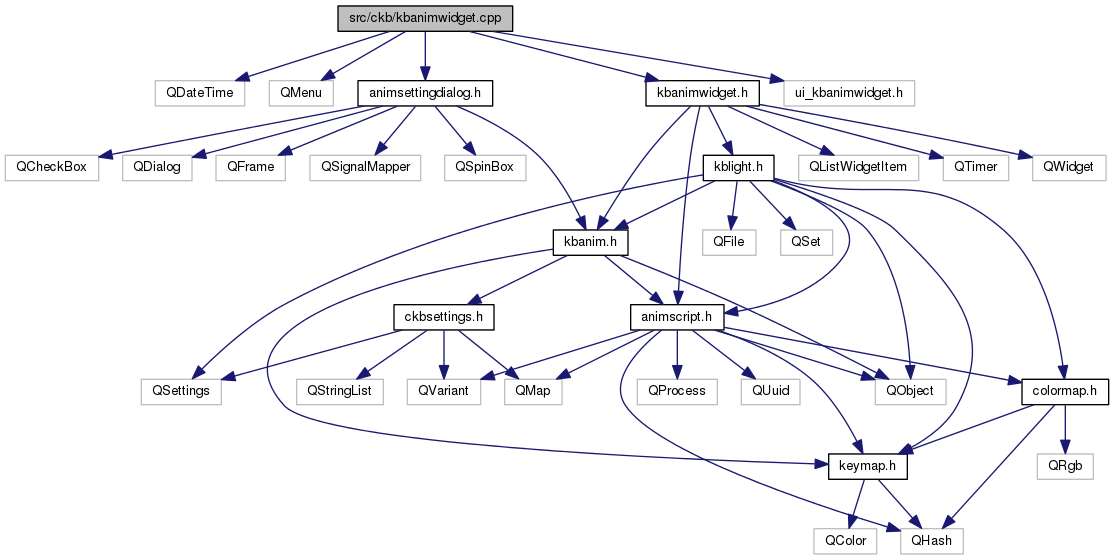 src/ckb/kbanimwidget.cpp
QDateTime
QMenu
animsettingdialog.h
kbanimwidget.h
ui_kbanimwidget.h
QCheckBox
QDialog
QFrame
QSignalMapper
QSpinBox
kblight.h
QListWidgetItem
QTimer
QWidget
kbanim.h
QFile
QSet
ckbsettings.h
animscript.h
QSettings
QStringList
QVariant
QMap
QProcess
QUuid
QObject
colormap.h
keymap.h
QRgb
QColor
QHash